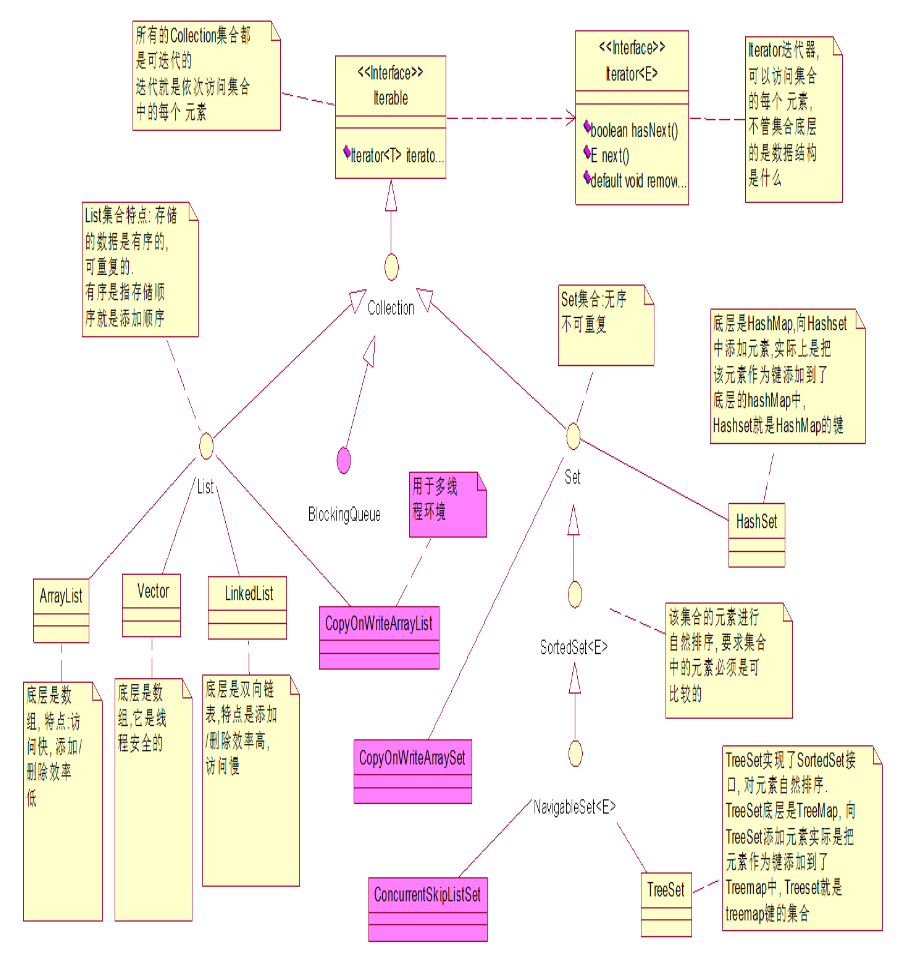 所有的Collection集合都
是可迭代的
迭代就是依次访问集合
中的每个 元素
<<Interface>>
Iterable
Iterator<T> iterato...
<<Interface>>
Iterator<E>
boolean hasNext()
E next()
default void remov...
Iterator迭代器,
可以访问集合
的每个 元素,
不管集合底层
的是数据结构
是什么
List集合特点: 存储
的数据是有序的,
可重复的.
有序是指存储顺
序就是添加顺序
Collection
Set集合:无序
不可重复
底层是HashMap,向Hashset
中添加元素,实际上是把
该元素作为键添加到了
底层的hashMap中,
Hashset就是HashMap的键
List
BlockingQueue
用于多线
程环境
Set
HashSet
ArrayList
Vector
LinkedList
CopyOnWriteArrayList
SortedSet<E>
该集合的元素进行
自然排序, 要求集合
中的元素必须是可
比较的
底层是数
组, 特点:访
问快, 添加/
删除效率
低
底层是数
组,它是线
程安全的
底层是双向链
表,特点是添加
/删除效率高,
访问慢
CopyOnWriteArraySet
NavigableSet<E>
TreeSet实现了SortedSet接
口, 对元素自然排序.
TreeSet底层是TreeMap, 向
TreeSet添加元素实际是把
元素作为键添加到了
Treemap中, Treeset就是
treemap键的集合
ConcurrentSkipListSet
TreeSet